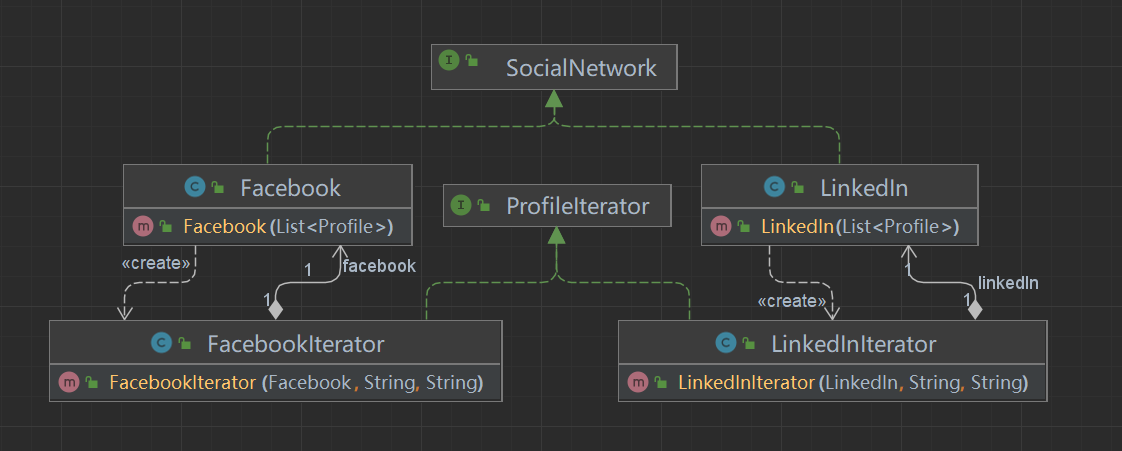 SocialNetwork
Facebook
Facebook(List<Profile>)
ProfileIterator
LinkedIn
LinkedIn(List<Profile>)
«create»
1
facebook
1
«create»
1
linkedIn
1
FacebookIterator
FacebookIterator(Facebook, String, String)
LinkedInIterator
LinkedInIterator(LinkedIn, String, String)